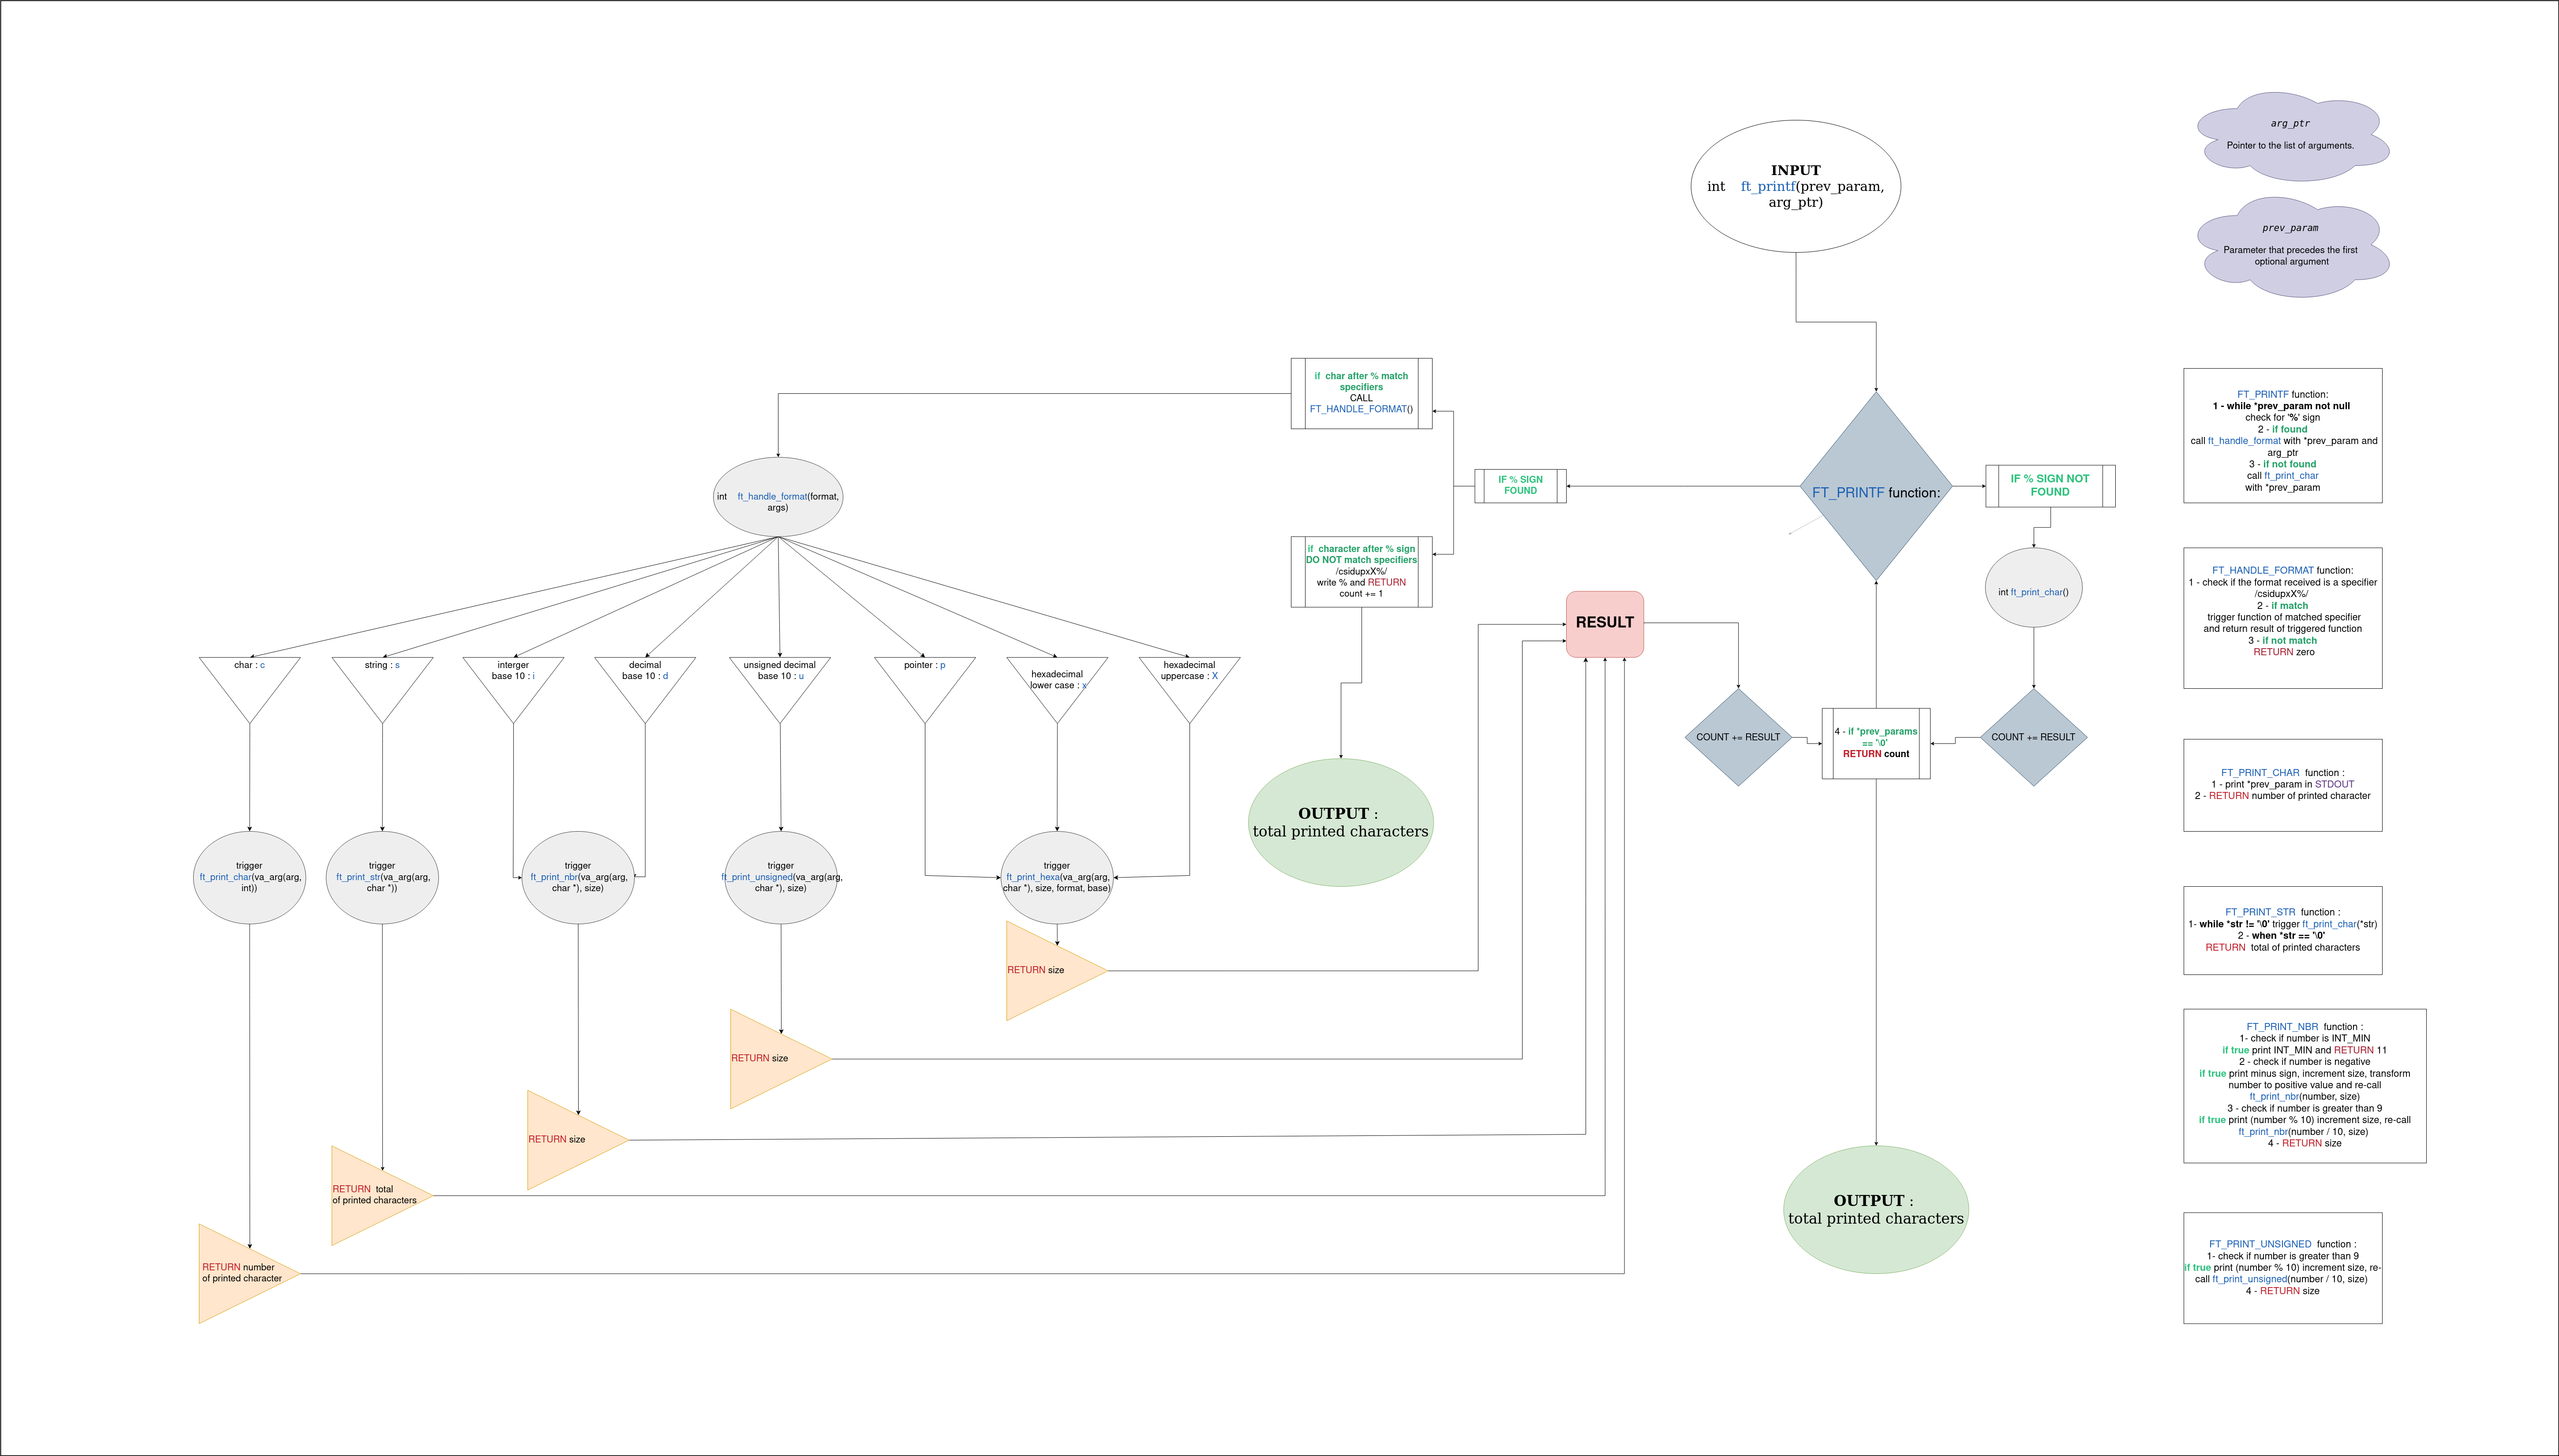 arg_ptr
Pointer to the list of arguments.
INPUT
int ft_printf(prev_param,
arg_ptr)
prev_param
Parameter that precedes the first
optional argument
if char after % match
specifiers
CALL
FT_HANDLE_FORMAT()
FT_PRINTF function:
1 - while *prev_param not null
check for '%' sign
2 - if found
call ft_handle_format with *prev_param and
arg_ptr
3 - if not found
call ft_print_char
with *prev_param
IF % SIGN
FOUND
FT_PRINTF function:
IF % SIGN NOT
FOUND
int ft_handle_format(format,
args)
if character after % sign
DO NOT match specifiers
/csidupxX%/
write % and RETURN
count += 1
int ft_print_char()
FT_HANDLE_FORMAT function:
1 - check if the format received is a specifier
/csidupxX%/
2 - if match
trigger function of matched specifier
and return result of triggered function
3 - if not match
RETURN zero
RESULT
char : c
string : s
interger
base 10 : i
decimal
base 10 : d
unsigned decimal
base 10 : u
pointer : p
hexadecimal
lower case : x
hexadecimal
uppercase : X
COUNT += RESULT
4 - if *prev_params
== '\0'
RETURN count
COUNT += RESULT
FT_PRINT_CHAR function :
1 - print *prev_param in STDOUT
2 - RETURN number of printed character
OUTPUT :
total printed characters
trigger
ft_print_char(va_arg(arg,
int))
trigger
ft_print_str(va_arg(arg,
char *))
trigger
ft_print_nbr(va_arg(arg,
char *), size)
trigger
ft_print_unsigned(va_arg(arg,
char *), size)
trigger
ft_print_hexa(va_arg(arg,
char *), size, format, base)
FT_PRINT_STR function :
1- while *str != '\0' trigger ft_print_char(*str)
2 - when *str == '\0'
RETURN total of printed characters
RETURN size
RETURN size
RETURN size
RETURN total
of printed characters
RETURN number
of printed character
FT_PRINT_NBR function :
1- check if number is INT_MIN
if true print INT_MIN and RETURN 11
2 - check if number is negative
if true print minus sign, increment size, transform
number to positive value and re-call
ft_print_nbr(number, size)
3 - check if number is greater than 9
if true print (number % 10) increment size, re-call
ft_print_nbr(number / 10, size)
4 - RETURN size
OUTPUT :
total printed characters
FT_PRINT_UNSIGNED function :
1- check if number is greater than 9
if true print (number % 10) increment size, re-
call ft_print_unsigned(number / 10, size)
4 - RETURN size